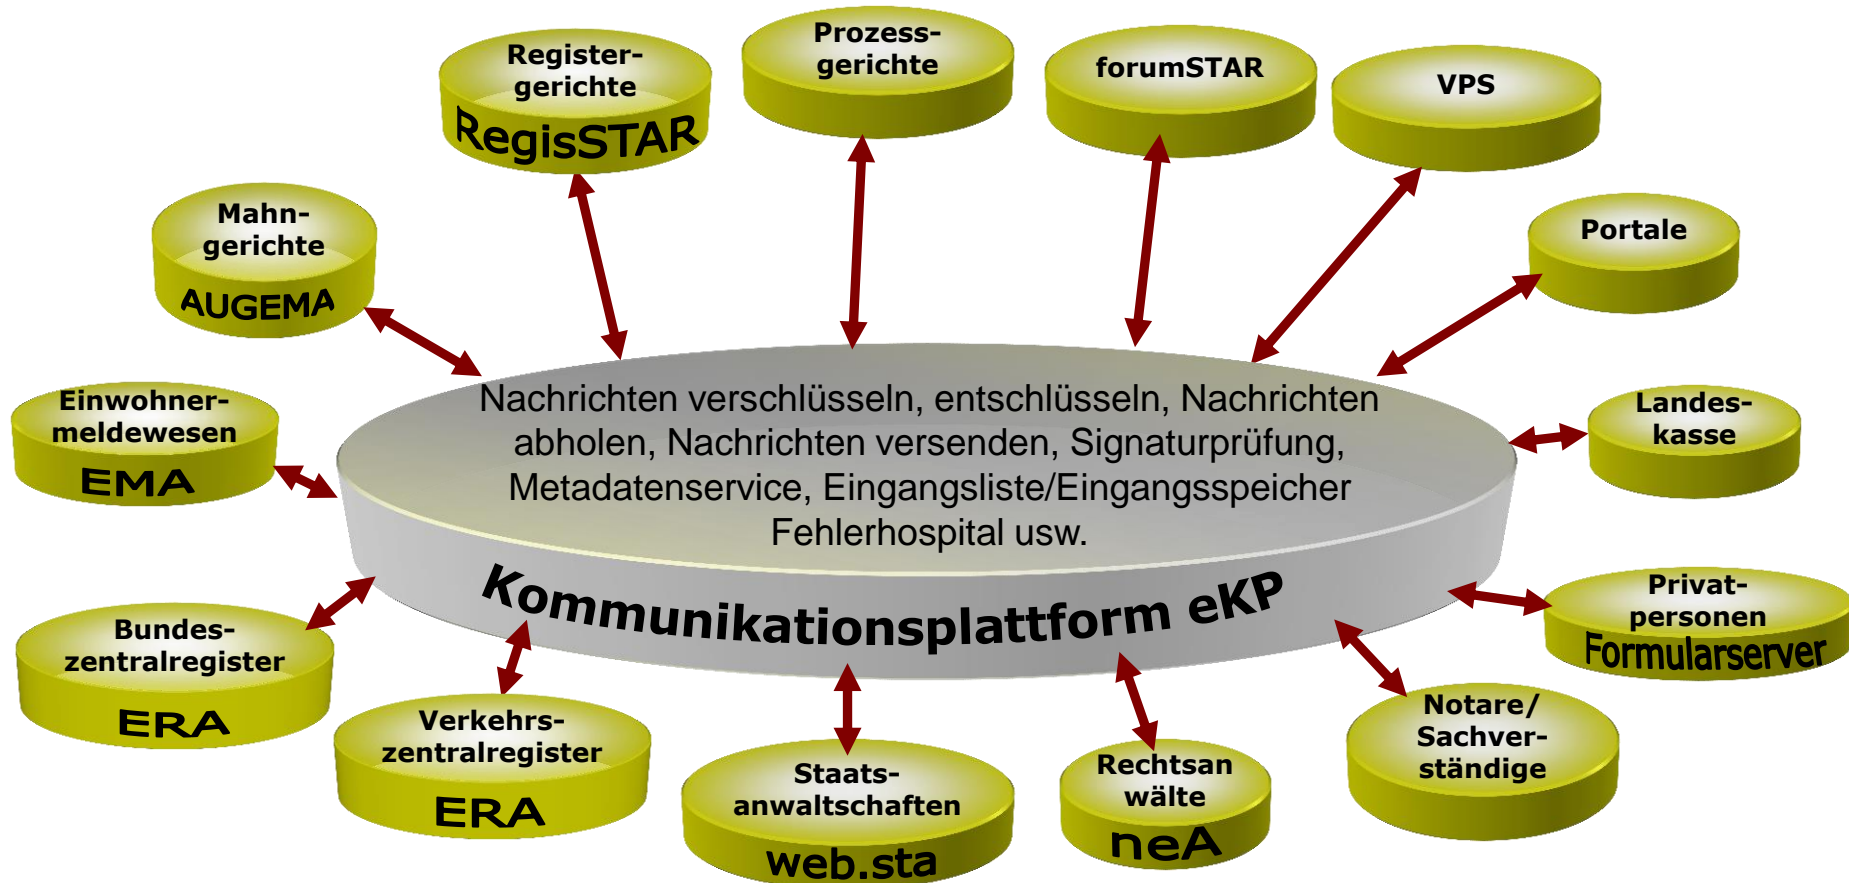 Register-
gerichte
RegisSTAR
Prozess-
gerichte
forumSTAR
VPS
Mahn-
gerichte
AUGEMA
Portale
Einwohner-
meldewesen
EMA
Landes-
kasse
Nachrichten verschlüsseln, entschlüsseln, Nachrichten
abholen, Nachrichten versenden, Signaturprüfung,
Metadatenservice, Eingangsliste/Eingangsspeicher
Fehlerhospital usw.
Kommunikationsplattform eKP
Bundes-
zentralregister
ERA
Verkehrs-
zentralregister
ERA
Staats-
anwaltschaften
web.sta
Rechtsan
wälte
neA
Notare/
Sachver-
ständige
Privat-
personen
Formularserver